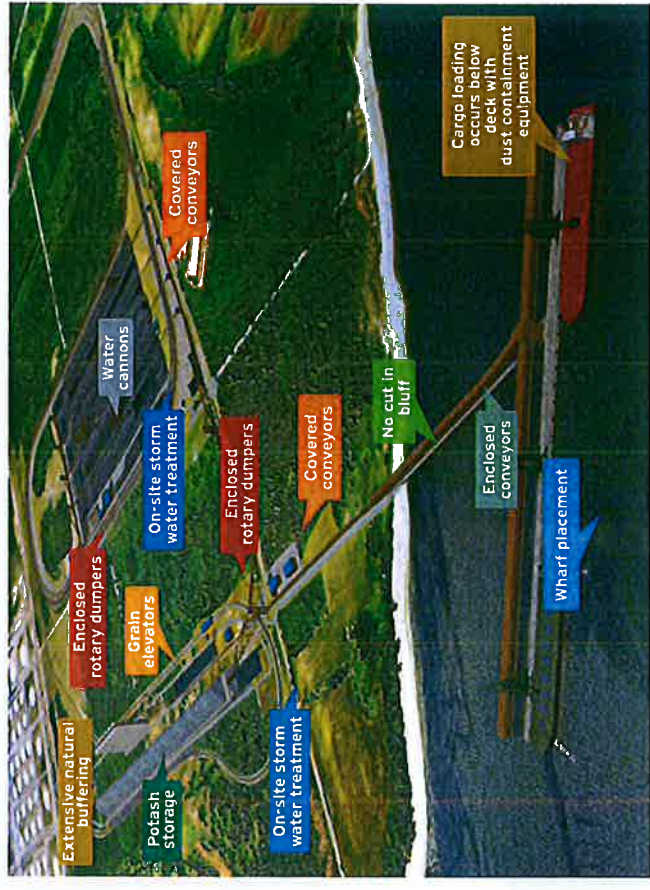 Extensive natural
buffering
Enclosed
rotary dumpers
Water
cannons
Grain
elevators
Potash
storage
On-site storm
water treatment
Covered
conveyors
Enclosed
rotary dumpers
On-site storm
water treatment
Covered
conveyors
No cut in
bluff
Enclosed
conveyors
Cargo loading
occurs below
deck with
dust containment
equipment
Wharf placement